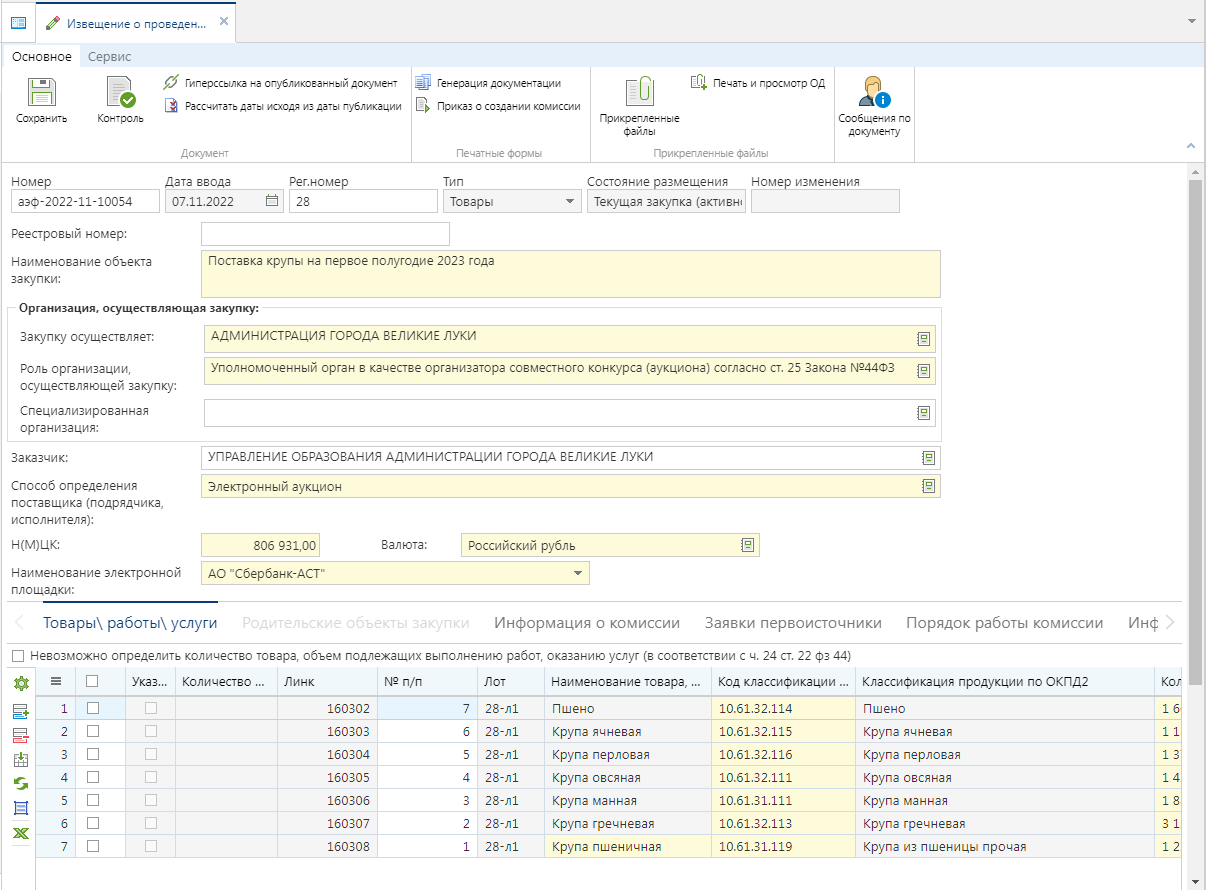 Извещение о проведен...
Основное Сервис
Сохранить
Контроль
Гиперссылка на опубликованный документ
Рассчитать даты исходя из даты публикации
Документ
Генерация документации
Приказ о создании комиссии
Печатные формы
Прикрепленные
файлы
Печать и просмотр ОД
Прикрепленные файлы
Сообщения по
документу
Номер Дата ввода Рег.номер Тип Состояние размещения Номер изменения
аэф-2022-11-10054 07.11.2022 28 Товары Текущая закупка (активн
Реестровый номер:
Наименование объекта
закупки:
Поставка крупы на первое полугодие 2023 года
Организация, осуществляющая закупку:
Закупку осуществляет: АДМИНИСТРАЦИЯ ГОРОДА ВЕЛИКИЕ ЛУКИ
Роль организации,
осуществляющей закупку:
Уполномоченный орган в качестве организатора совместного конкурса (аукциона) согласно ст. 25 Закона №44ФЗ
Специализированная
организация:
Заказчик: УПРАВЛЕНИЕ ОБРАЗОВАНИЯ АДМИНИСТРАЦИИ ГОРОДА ВЕЛИКИЕ ЛУКИ
Способ определения
поставщика (подрядчика,
исполнителя):
Электронный аукцион
Н(М)ЦК: 806 931,00 Валюта: Российский рубль
Наименование электронной
площадки:
АО "Сбербанк-АСТ"
Товары\ работы\ услуги Родительские объекты закупки Информация о комиссии Заявки первоисточники Порядок работы комиссии Инф
Невозможно определить количество товара, объем подлежащих выполнению работ, оказанию услуг (в соответствии с ч. 24 ст. 22 фз 44)
Указ... Количество ... Линк № п/п Лот Наименование товара, ... Код классификации ... Классификация продукции по ОКПД2 Кол
1 160302 7 28-л1 Пшено 10.61.32.114 Пшено 1 6
2 160303 6 28-л1 Крупа ячневая 10.61.32.115 Крупа ячневая 1 1
3 160304 5 28-л1 Крупа перловая 10.61.32.116 Крупа перловая 1 3
4 160305 4 28-л1 Крупа овсяная 10.61.32.111 Крупа овсяная 1 4
5 160306 3 28-л1 Крупа манная 10.61.31.111 Крупа манная 1 8
6 160307 2 28-л1 Крупа гречневая 10.61.32.113 Крупа гречневая 3 1
7 160308 1 28-л1 Крупа пшеничная 10.61.31.119 Крупа из пшеницы прочая 1 2